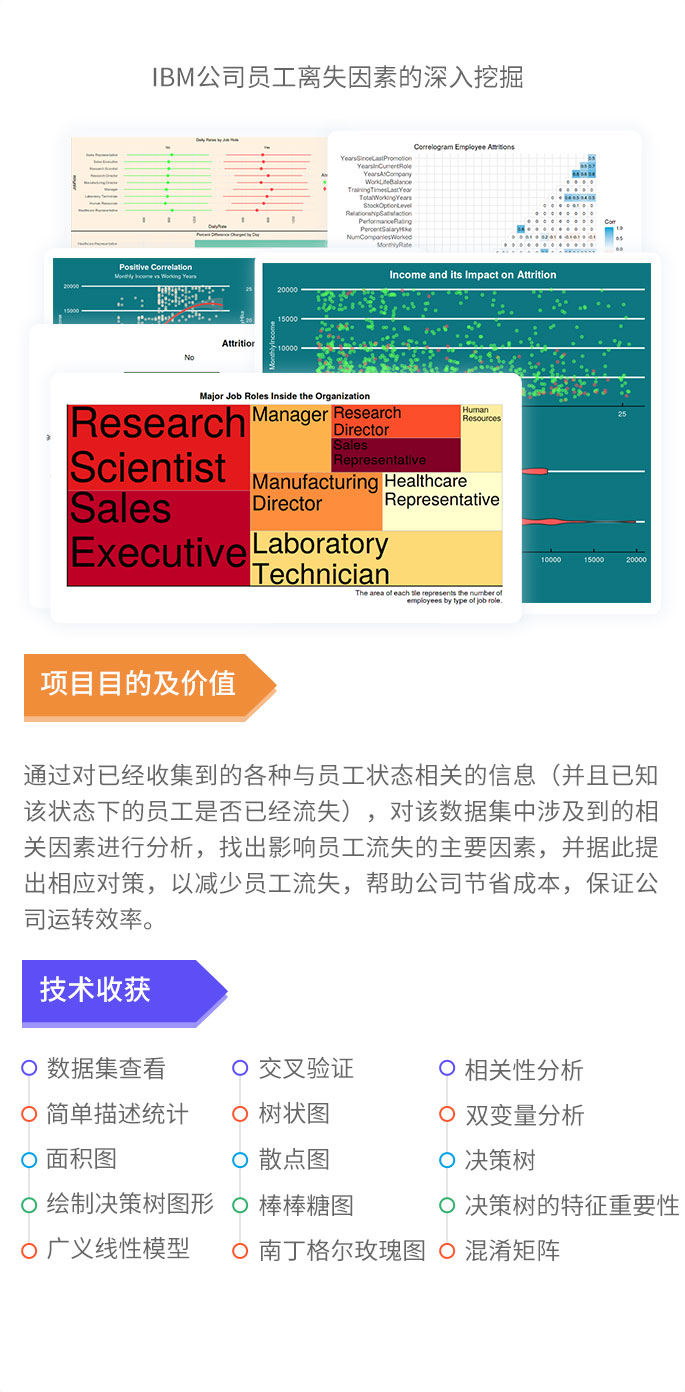 IBM公司员工离失因素的深入挖掘
Daily Rates by Job Role
No
Yes
Sales Representative
Sales Executive
Research Scientist
Research Director
Manufacturing Director
Manager
Laboratory Technician
Human Resources
Healthcare Representative
JobRole
DailyRate
Percent Difference Charged by Day
Healthcare Representative
Correlogram Employee Attritions
YearsSinceLastPromotion
YearsInCurrentRole
YearsAtCompany
WorkLifeBalance
TrainingTimesLastYear
TotalWorkingYears
StockOptionLevel
RelationshipSatisfaction
PerformanceRating
PercentSalaryHike
NumCompaniesWorked
MonthlyRate
Corr
1.0
0.5
0.0
Positive Correlation
Monthly Income vs Working Years
20000
15000
25
20
Income and its Impact on Attrition
20000
15000
10000
MonthlyIncome
25
10000
15000
20000
Attrition
No
Major Job Roles Inside the Organization
Research
Scientist
Sales
Executive
Manager
Research
Director
Sales
Representative
Human
Resources
Manufacturing
Director
Healthcare
Representative
Laboratory
Technician
The area of each tile represents the number of
employees by type of job role.
项目目的及价值
通过对已经收集到的各种与员工状态相关的信息（并且已知
该状态下的员工是否已经流失），对该数据集中涉及到的相
关因素进行分析，找出影响员工流失的主要因素，并据此提
出相应对策，以减少员工流失，帮助公司节省成本，保证公
司运转效率。
技术收获
数据集查看
交叉验证
相关性分析
简单描述统计
树状图
双变量分析
面积图
散点图
决策树
绘制决策树图形
棒棒糖图
决策树的特征重要性
广义线性模型
南丁格尔玫瑰图
混淆矩阵